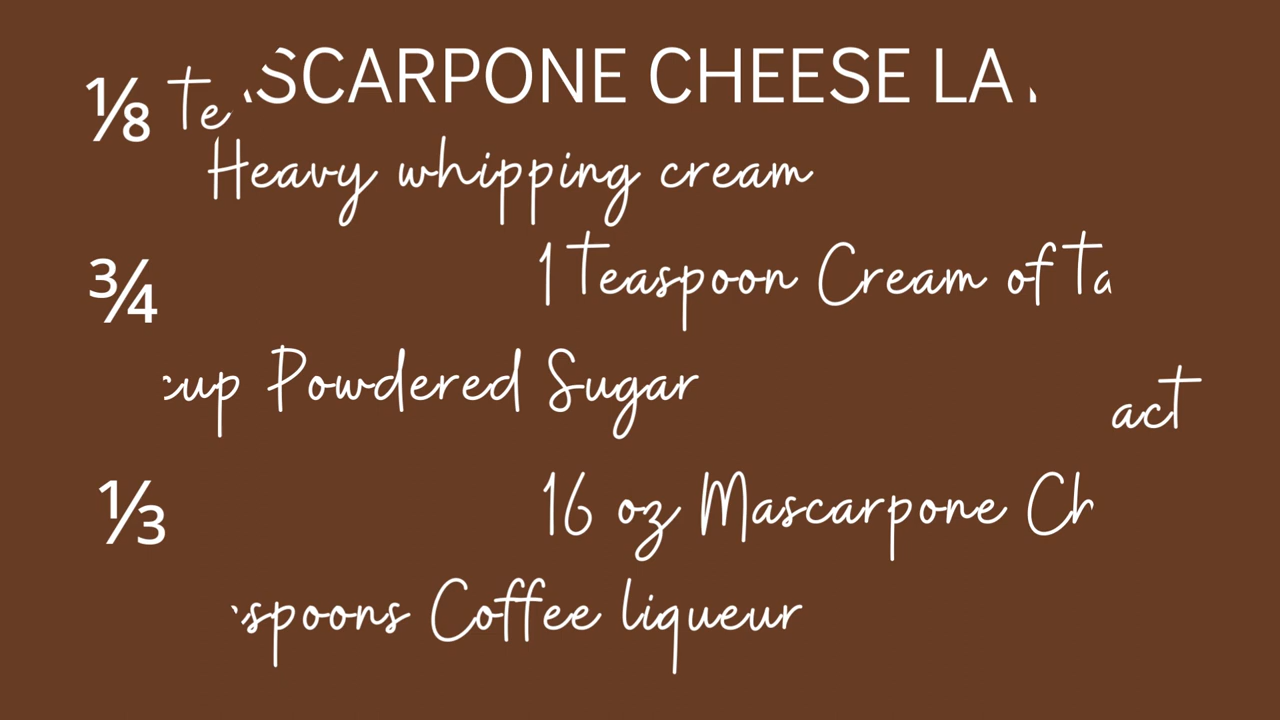 SCARPONE CHEESE LA
⅛ Te
Heavy whipping cream
¾
1 Teaspoon Cream of Ta
cup Powdered Sugar
act
⅓
16 oz Mascarpone Ch
spoons Coffee liqueur